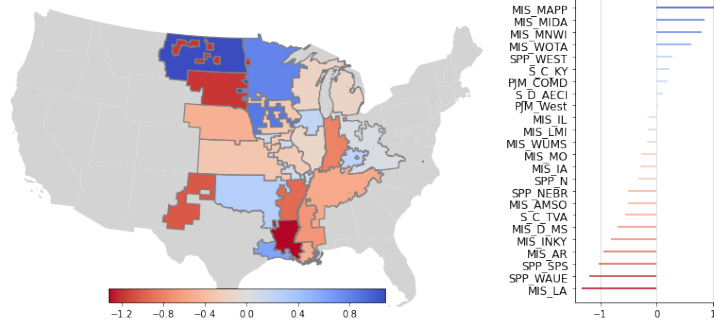 MIS_MAPP
MIS_MIDA
MIS_MNWI
MIS_WOTA
SPP_WEST
S_C_KY
PJM_COMD
S_D_AECI
PJM_West
MIS_IL
MIS_LMI
MIS_WUMS
MIS_MO
MIS_IA
SPP_N
SPP_NEBR
MIS_AMSO
S_C_TVA
MIS_D_MS
MIS_INKY
MIS_AR
SPP_SPS
SPP_WAUE
MIS_LA
−1 0 1
−1.2 −0.8 −0.4 0.0 0.4 0.8